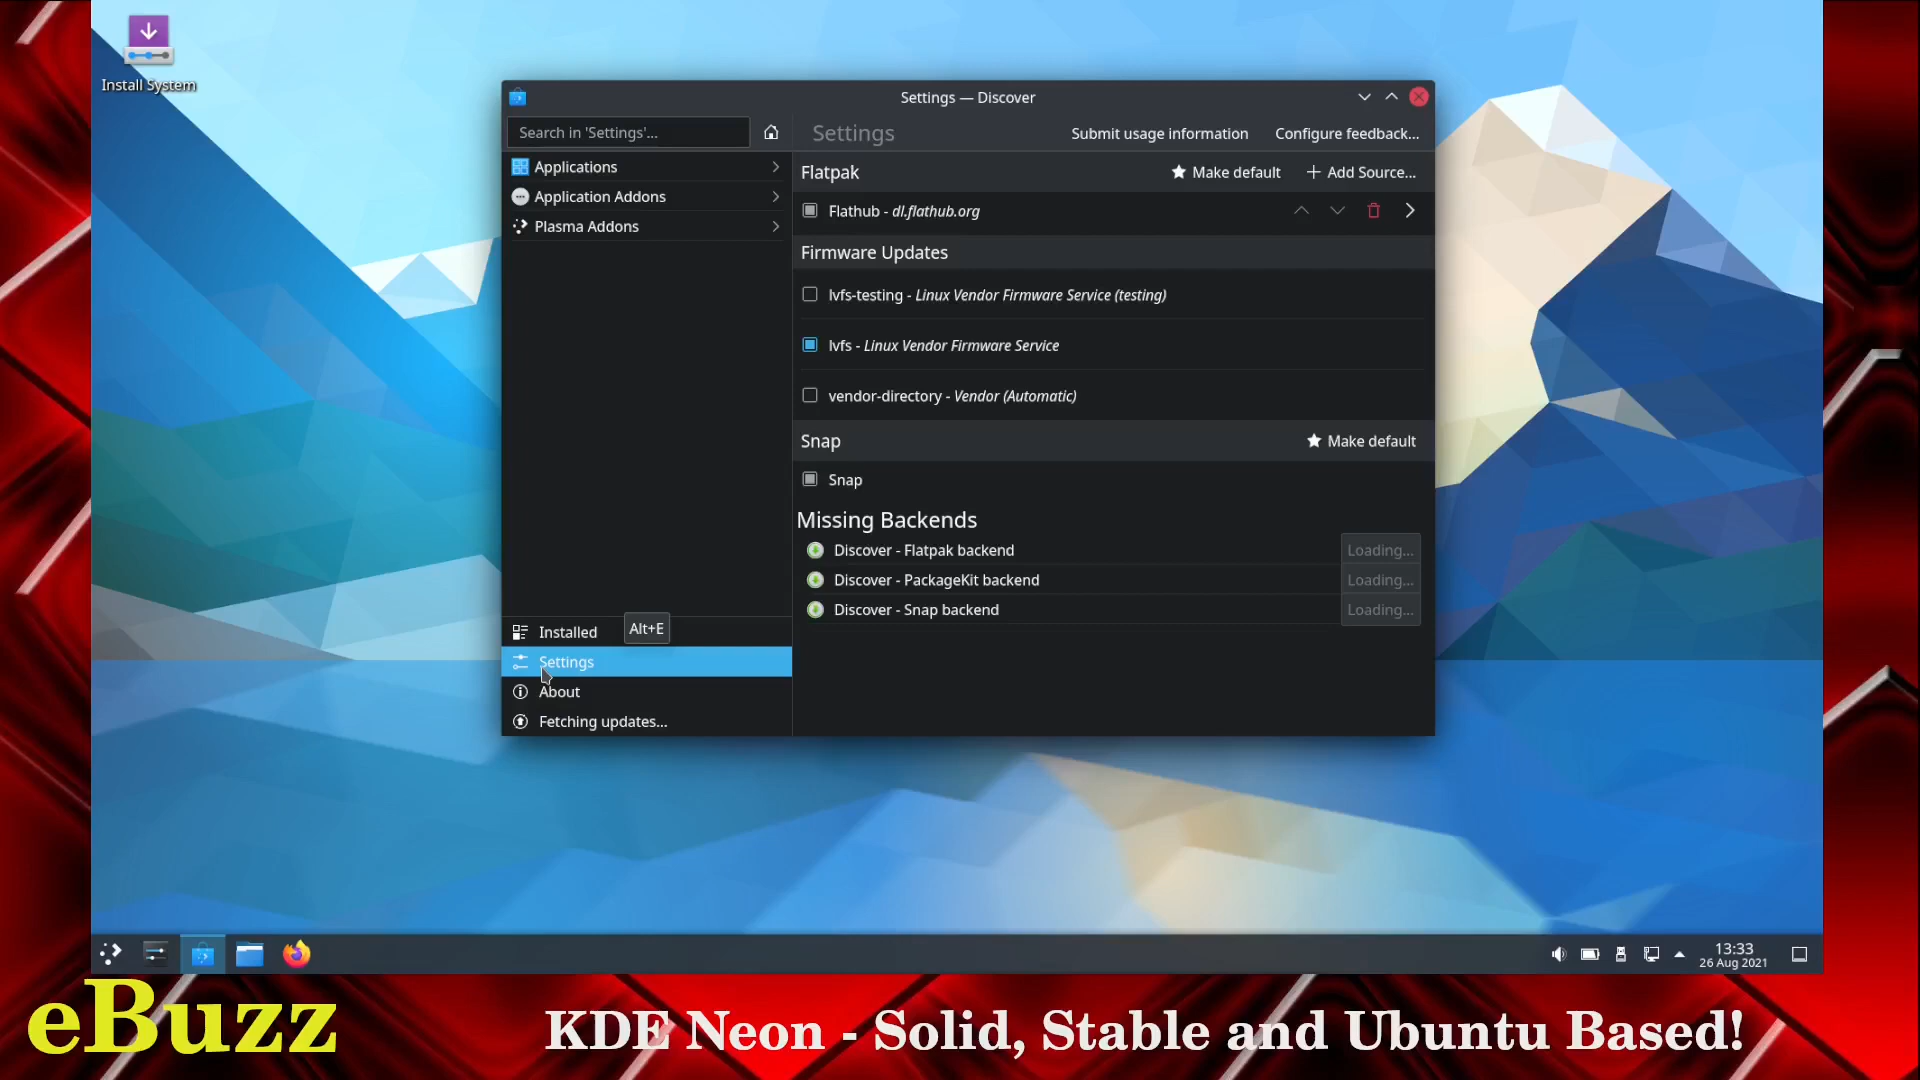 Install System
Settings — Discover
Search in 'Settings'...
Settings
Submit usage information
Configure feedback...
Applications
Application Addons
Plasma Addons
Flatpak
Make default
Add Source...
Flathub - dl.flathub.org
Firmware Updates
lvfs-testing - Linux Vendor Firmware Service (testing)
lvfs - Linux Vendor Firmware Service
vendor-directory - Vendor (Automatic)
Snap
Make default
Snap
Missing Backends
Discover - Flatpak backend
Loading...
Discover - PackageKit backend
Loading...
Discover - Snap backend
Loading...
Installed
Alt+E
Settings
About
Fetching updates...
13:33
26 Aug 2021
eBuzz
KDE Neon - Solid, Stable and Ubuntu Based!